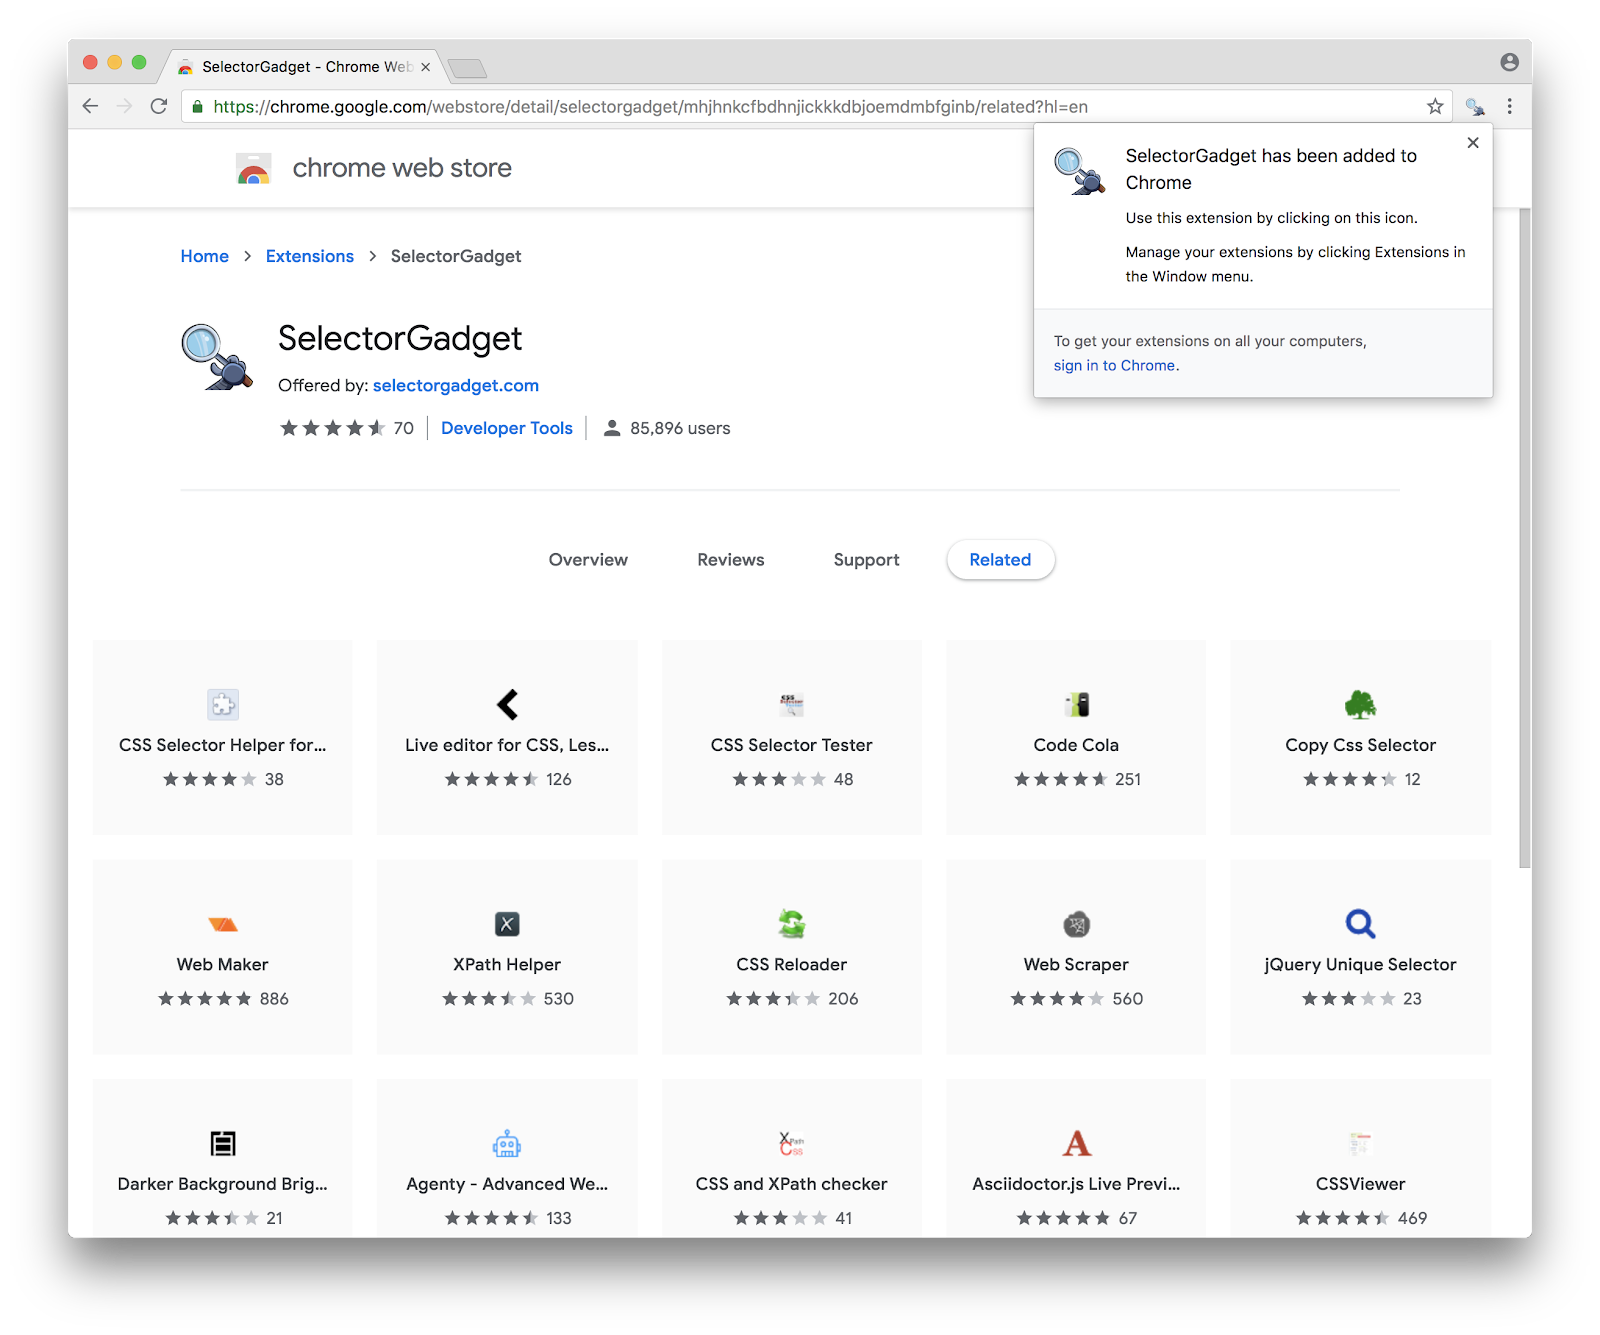 SelectorGadget - Chrome Web
https://chrome.google.com/webstore/detail/selectorgadget/mhjhnkcfbdhnjickkkdbjoemdmbfginb/related?hl=en
chrome web store
SelectorGadget has been added to
Chrome
Use this extension by clicking on this icon.
Manage your extensions by clicking Extensions in
the Window menu.
To get your extensions on all your computers,
sign in to Chrome.
Home > Extensions > SelectorGadget
SelectorGadget
Offered by: selectorgadget.com
70 Developer Tools 85,896 users
Overview Reviews Support Related
CSS Selector Helper for... Live editor for CSS, Les... CSS Selector Tester Code Cola Copy Css Selector
38 126 48 251 12
Web Maker XPath Helper CSS Reloader Web Scraper jQuery Unique Selector
886 530 206 560 23
Darker Background Brig... Agenty - Advanced We... CSS and XPath checker Asciidoctor.js Live Previ... CSSViewer
21 133 41 67 469